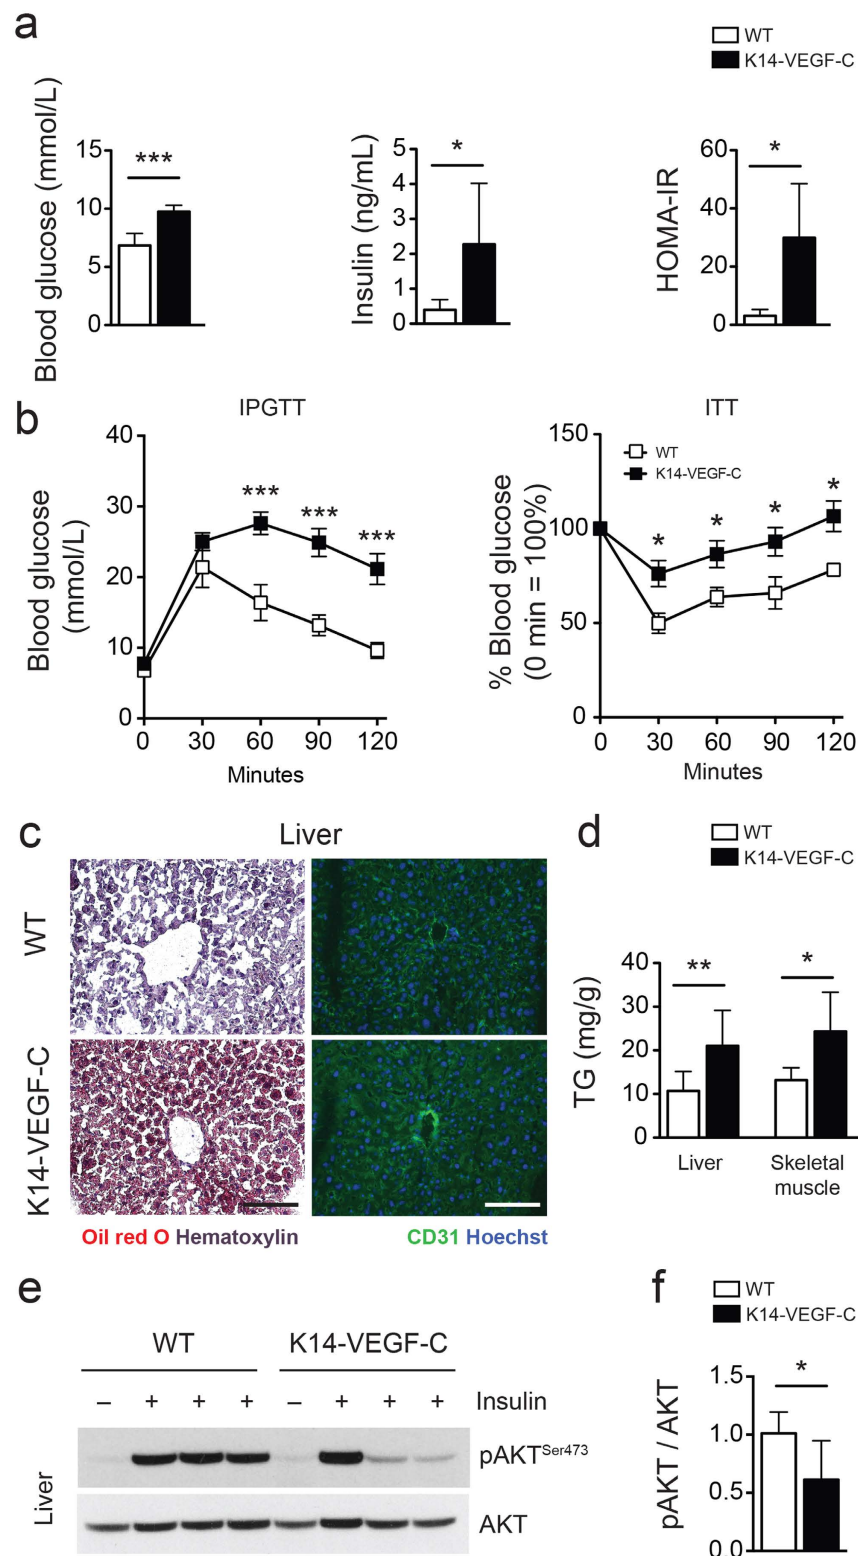 a
WT
K14-VEGF-C
Blood glucose (mmol/L)
15
10
5
0
***
Insulin (ng/mL)
5
4
3
2
1
0
*
HOMA-IR
60
40
20
0
*
b
IPGTT
Blood glucose
(mmol/L)
40
30
20
10
0
***
***
***
0 30 60 90 120
Minutes
ITT
% Blood glucose
(0 min = 100%)
150
100
50
0
WT
K14-VEGF-C
*
*
*
*
0 30 60 90 120
Minutes
c
Liver
WT
K14-VEGF-C
Oil red O Hematoxylin
CD31 Hoechst
d
WT
K14-VEGF-C
TG (mg/g)
40
30
20
10
0
**
*
Liver
Skeletal
muscle
e
WT K14-VEGF-C
– + + + – + + + Insulin
Liver
pAKTSer473
AKT
f
WT
K14-VEGF-C
pAKT / AKT
1.5
1.0
0.5
0.0
*